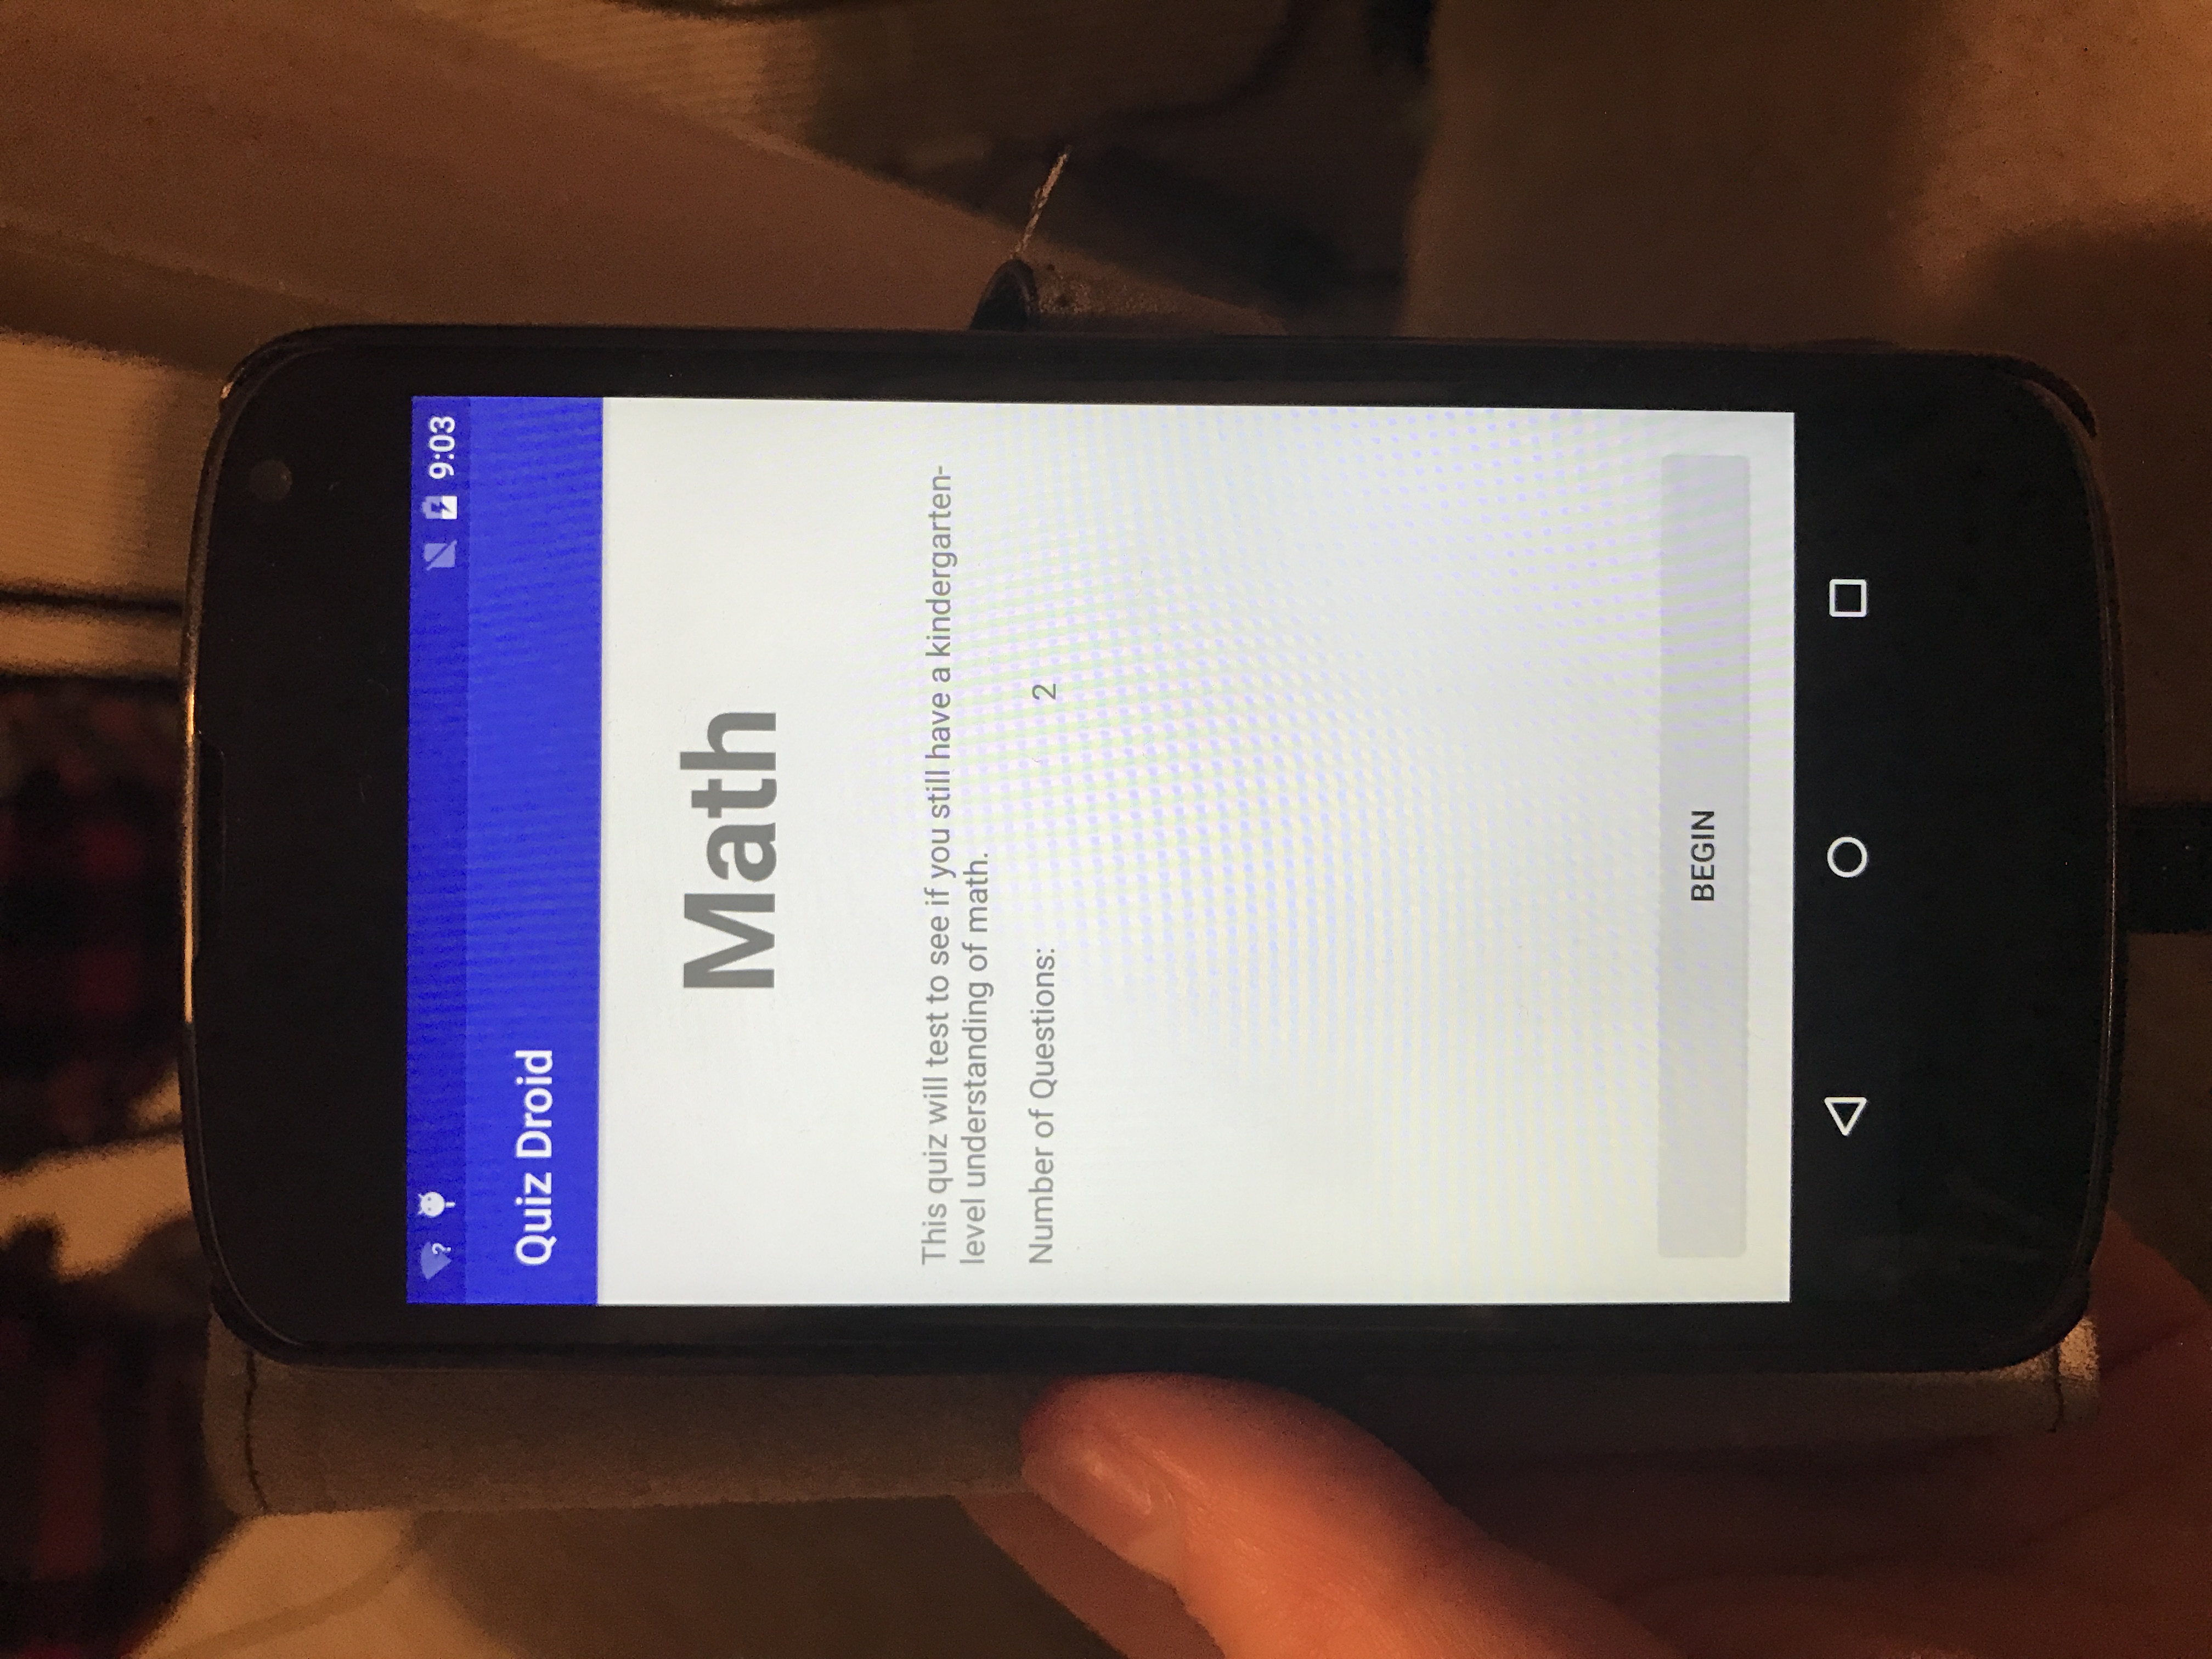 9:03
Quiz Droid
Math
This quiz will test to see if you still have a kindergarten-
level understanding of math.
Number of Questions: 2
BEGIN